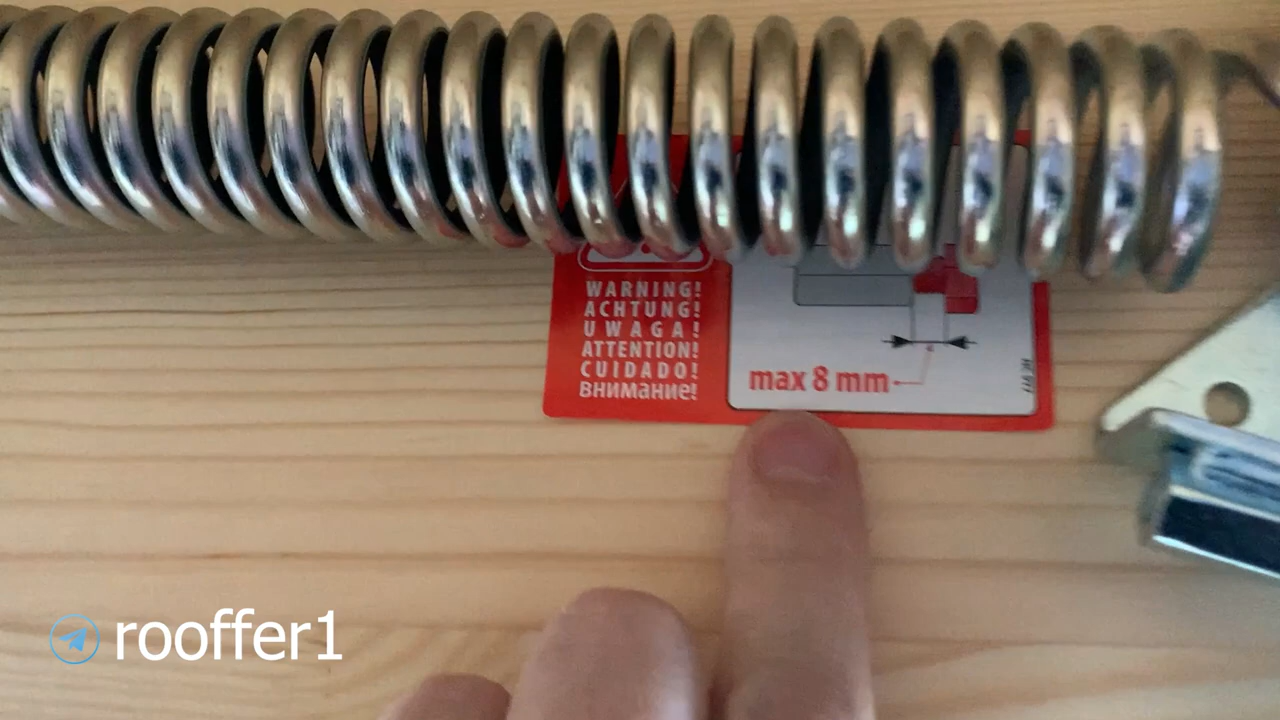 WARNING!
ACHTUNG!
UWAGA!
ATTENTION!
CUIDADO!
внимание!
max 8 mm
rooffer1